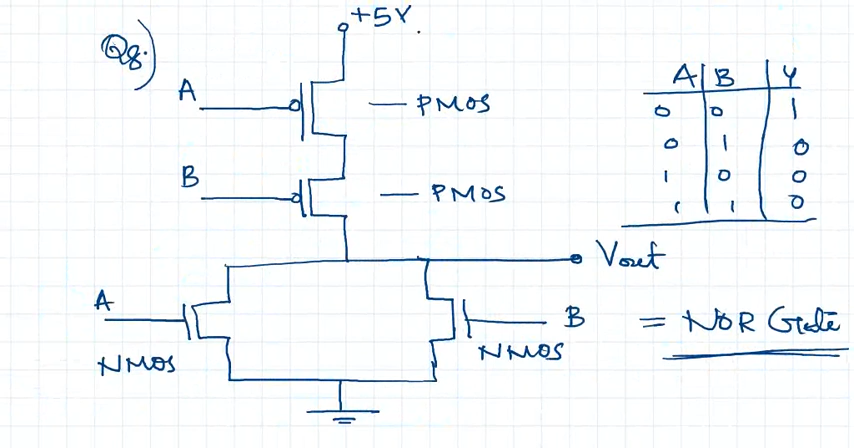 Q8.)
+5V.
A
PMOS
B
PMOS
A B Y
0 0 1
0 1 0
1 0 0
1 1 0
Vout
A
NMOS
B
NMOS
= NOR Gate